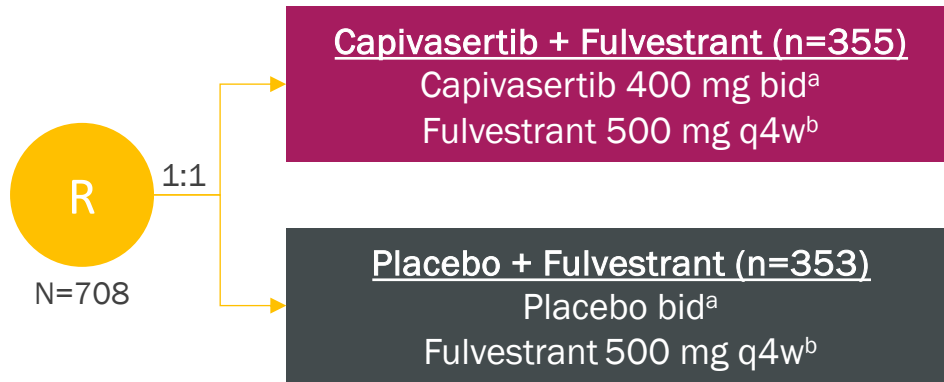 R
N=708
1:1
Capivasertib + Fulvestrant (n=355)
Capivasertib 400 mg bidᵃ
Fulvestrant 500 mg q4wᵇ
Placebo + Fulvestrant (n=353)
Placebo bidᵃ
Fulvestrant 500 mg q4wᵇ